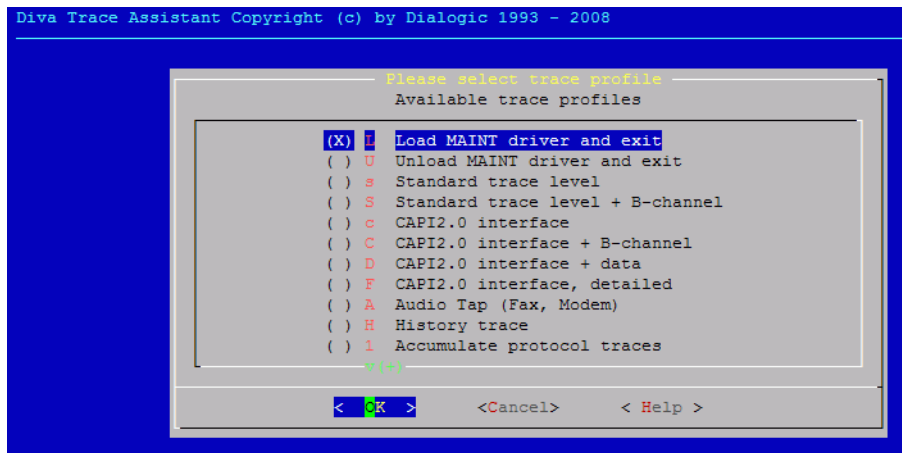 Diva Trace Assistant Copyright (c) by Dialogic 1993 - 2008
Please select trace profile
Available trace profiles
(X) L Load MAINT driver and exit
( ) U Unload MAINT driver and exit
( ) s Standard trace level
( ) S Standard trace level + B-channel
( ) c CAPI2.0 interface
( ) C CAPI2.0 interface + B-channel
( ) D CAPI2.0 interface + data
( ) F CAPI2.0 interface, detailed
( ) A Audio Tap (Fax, Modem)
( ) H History trace
( ) 1 Accumulate protocol traces
v(+)
< OK > <Cancel> < Help >